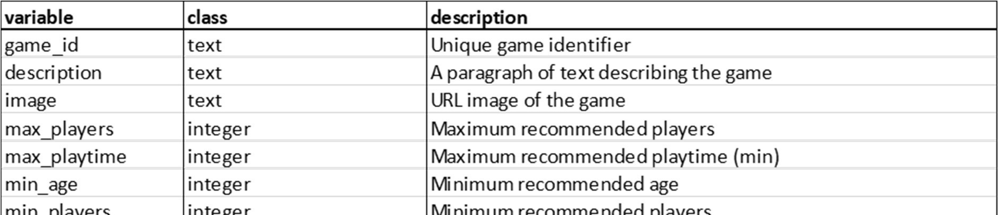 variable class description
game_id text Unique game identifier
description text A paragraph of text describing the game
image text URL image of the game
max_players integer Maximum recommended players
max_playtime integer Maximum recommended playtime (min)
min_age integer Minimum recommended age
min_players integer Minimum recommended players